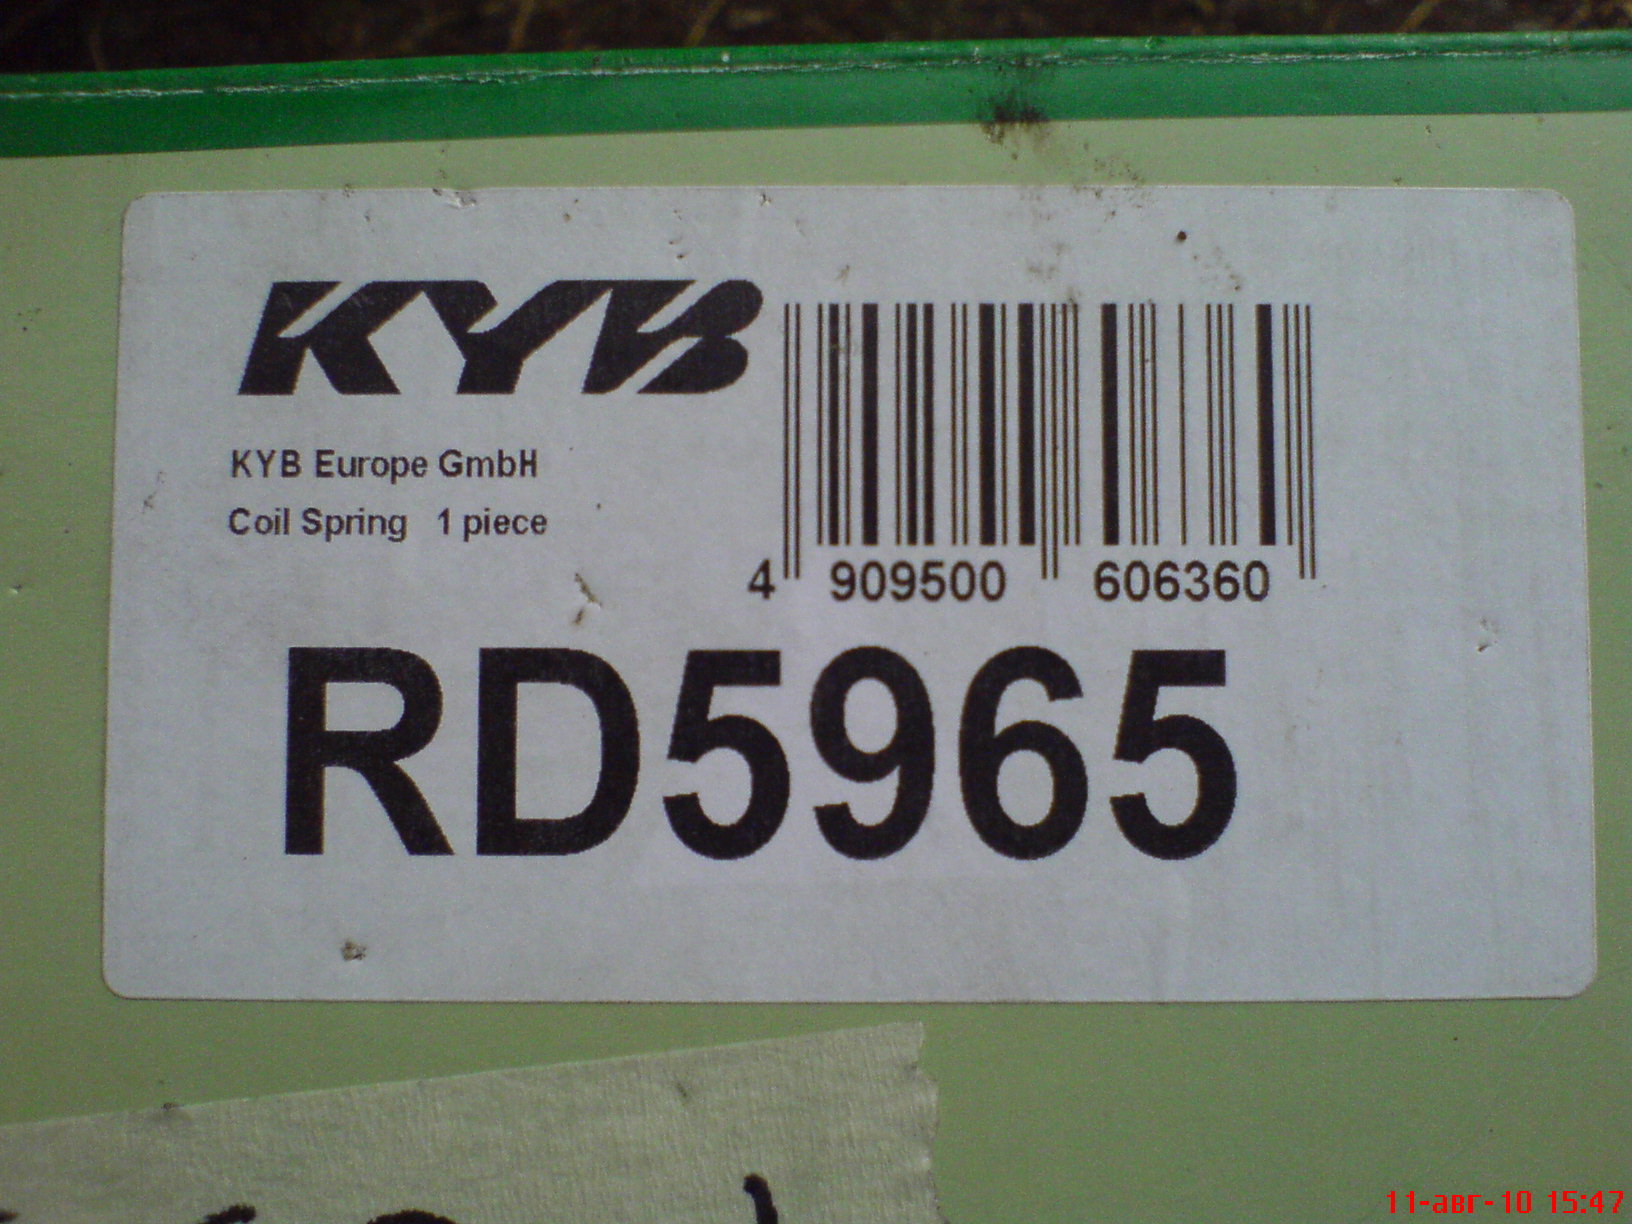 KYB
KYB Europe GmbH
Coil Spring 1 piece
4 909500 606360
RD5965
11-авг-10 15:47